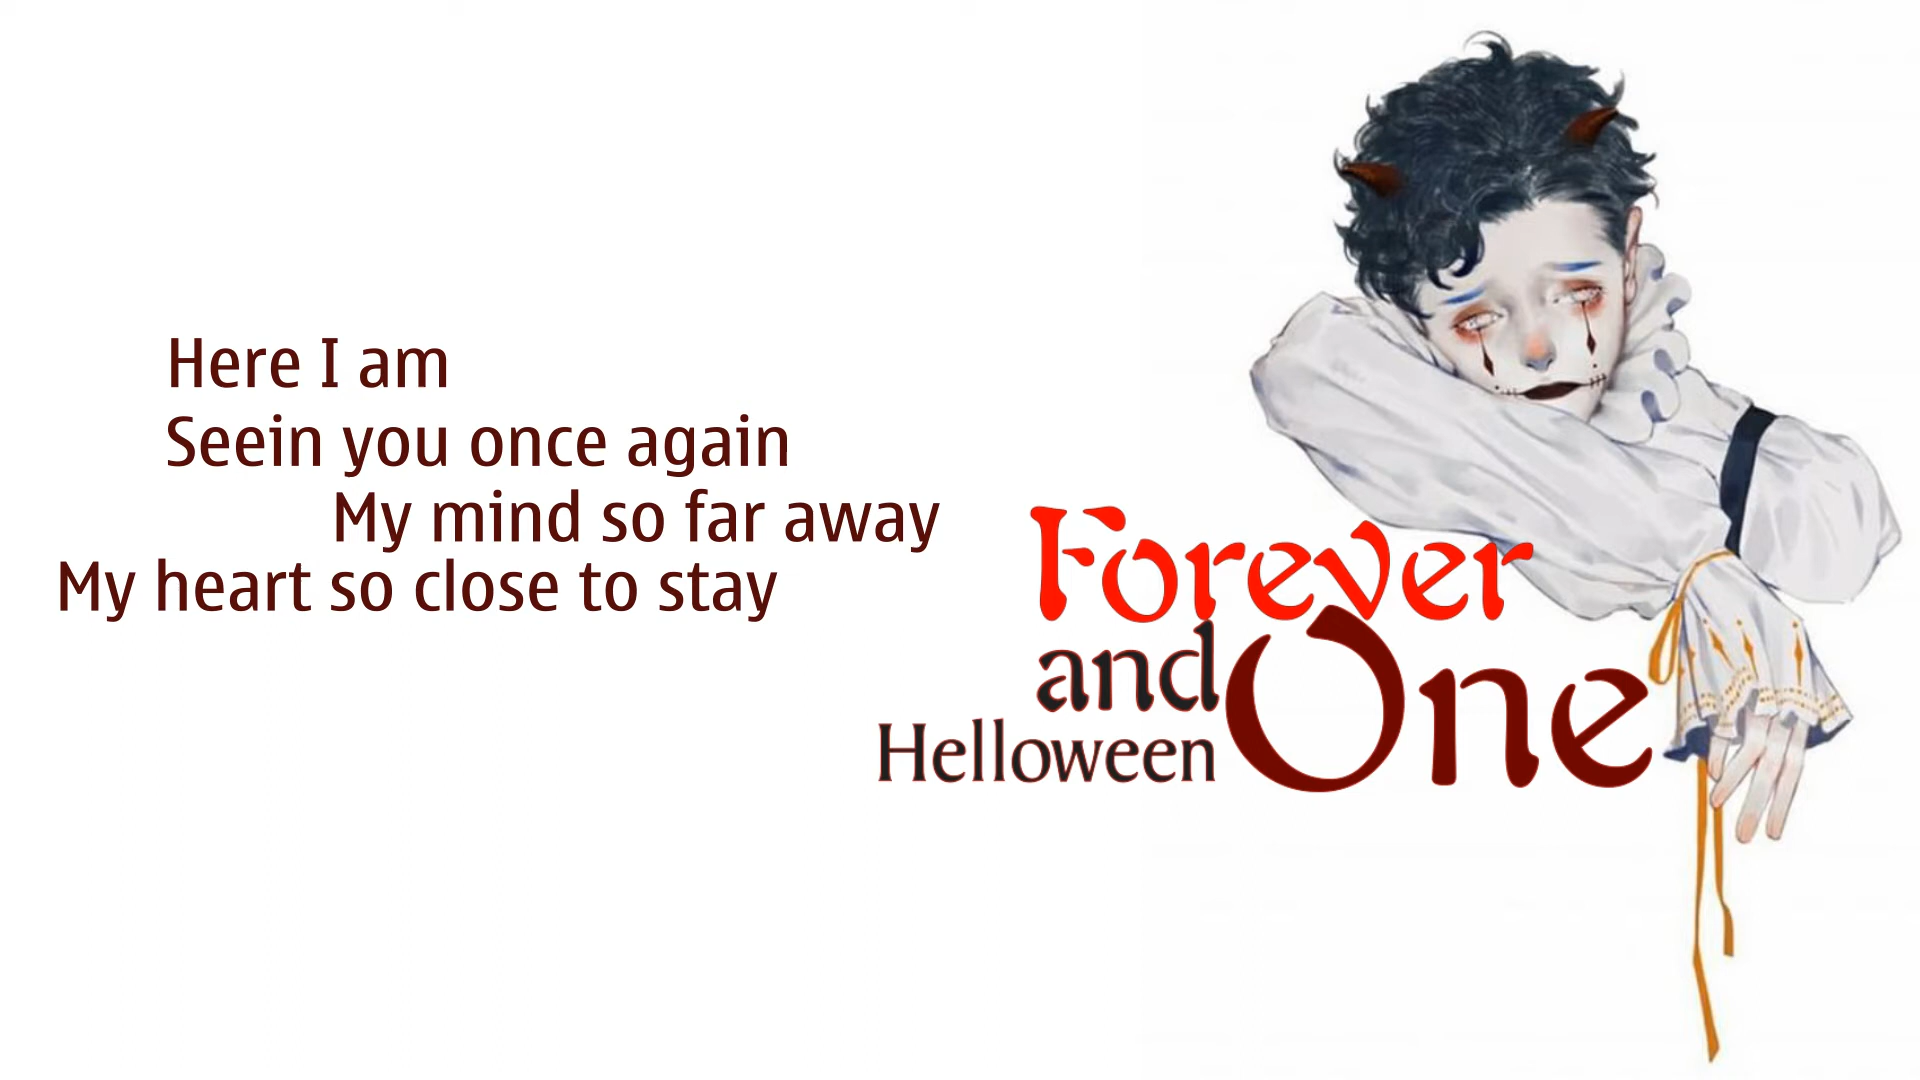 Here I am
Seein you once again
My mind so far away
My heart so close to stay
Forever
and One
Helloween